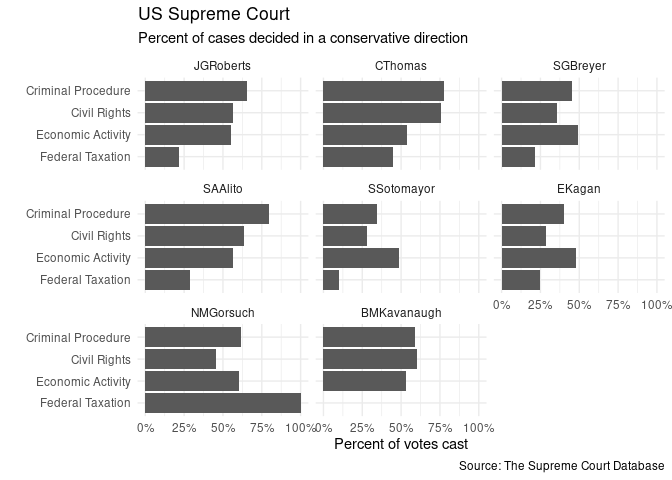 US Supreme Court
Percent of cases decided in a conservative direction
JGRoberts CThomas SGBreyer
Criminal Procedure
Civil Rights
Economic Activity
Federal Taxation
SAAlito SSotomayor EKagan
Criminal Procedure
Civil Rights
Economic Activity
Federal Taxation
0% 25% 50% 75% 100%
NMGorsuch BMKavanaugh
Criminal Procedure
Civil Rights
Economic Activity
Federal Taxation
0% 25% 50% 75% 100% 0% 25% 50% 75% 100%
Percent of votes cast
Source: The Supreme Court Database